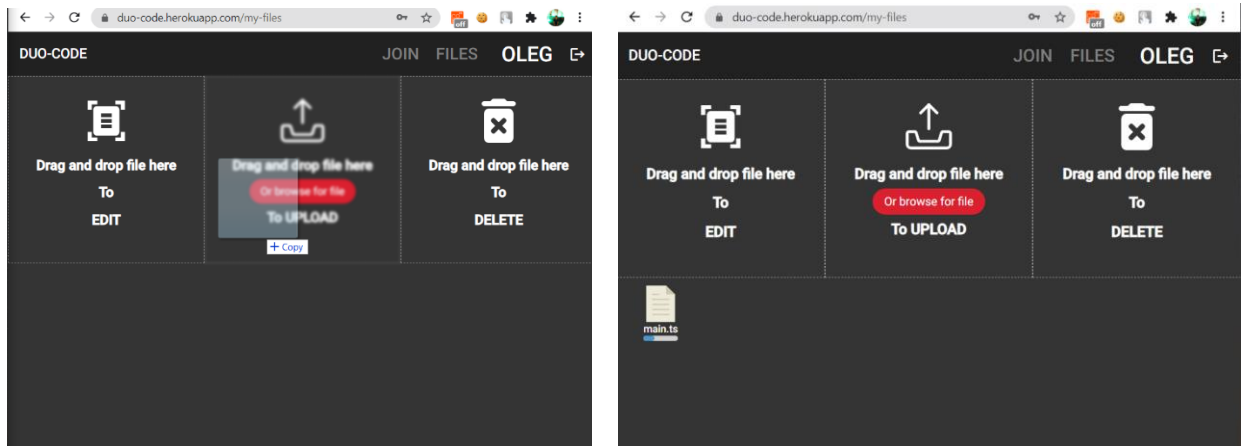 duo-code.herokuapp.com/my-files
off
DUO-CODE
JOIN FILES OLEG
Drag and drop file here
To
EDIT
Drag and drop file here
Or browse for file
To UPLOAD
+ Copy
Drag and drop file here
To
DELETE
duo-code.herokuapp.com/my-files
off
DUO-CODE
JOIN FILES OLEG
Drag and drop file here
To
EDIT
Drag and drop file here
Or browse for file
To UPLOAD
Drag and drop file here
To
DELETE
main.ts